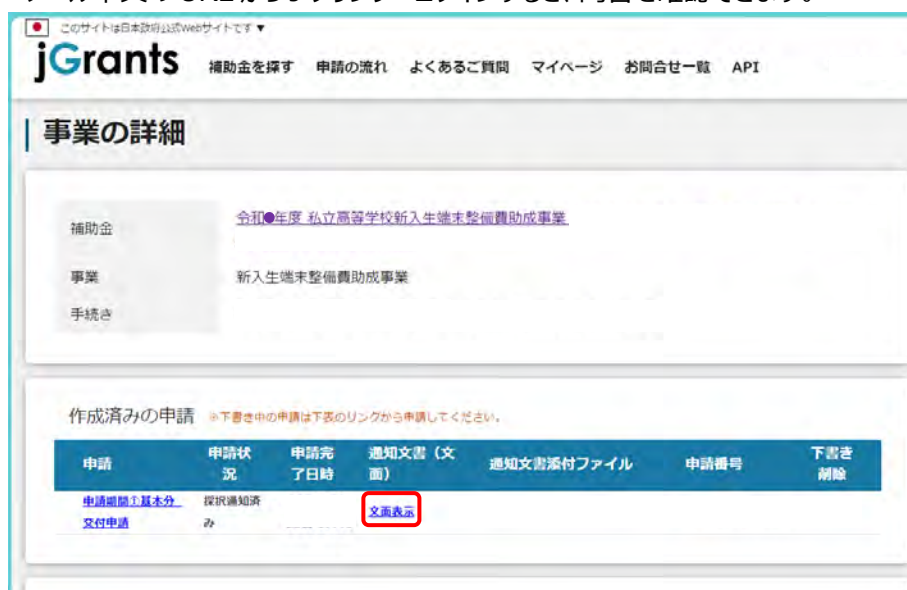 このサイトは日本政府公式Webサイトです ▼
jGrants 補助金を探す 申請の流れ よくあるご質問 マイページ お問合せ一覧 API
事業の詳細
補助金 令和●年度 私立高等学校新入生端末整備費助成事業
事業 新入生端末整備費助成事業
手続き
作成済みの申請 ※下書き中の申請は下表のリンクから申請してください。
申請 申請状況 申請完了日時 通知文書（文面） 通知文書添付ファイル 申請番号 下書き削除
申請期間①基本分_交付申請 採択通知済み 文面表示